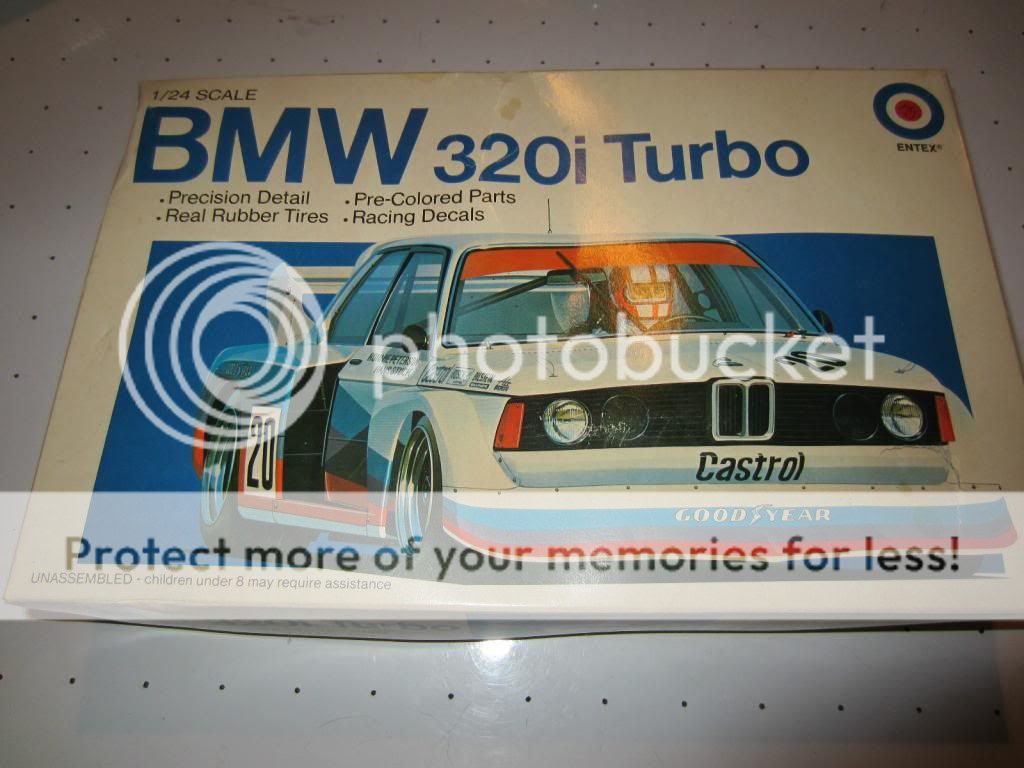 1/24 SCALE
BMW 320i Turbo
ENTEX®
• Precision Detail • Pre-Colored Parts
• Real Rubber Tires • Racing Decals
photobucket
20
Castrol
GOODYEAR
Protect more of your memories for less!
UNASSEMBLED - children under 8 may require assistance